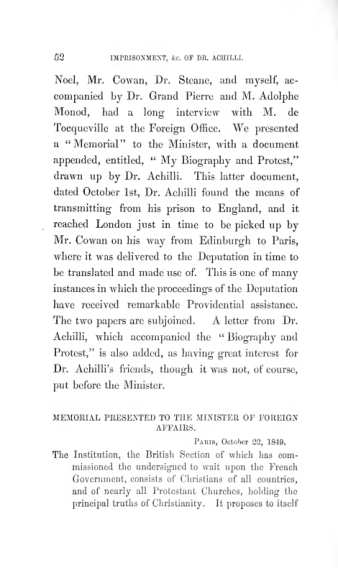 52 IMPRISONMENT, &c. OF DR. ACHILLI.
Noel, Mr. Cowan, Dr. Steane, and myself, ac-
companied by Dr. Grand Pierre and M. Adolphe
Monod, had a long interview with M. de
Tocqueville at the Foreign Office. We presented
a “Memorial” to the Minister, with a document
appended, entitled, “ My Biography and Protest,”
drawn up by Dr. Achilli. This latter document,
dated October 1st, Dr. Achilli found the means of
transmitting from his prison to England, and it
reached London just in time to be picked up by
Mr. Cowan on his way from Edinburgh to Paris,
where it was delivered to the Deputation in time to
be translated and made use of. This is one of many
instances in which the proceedings of the Deputation
have received remarkable Providential assistance.
The two papers are subjoined. A letter from Dr.
Achilli, which accompanied the “ Biography and
Protest,” is also added, as having great interest for
Dr. Achilli’s friends, though it was not, of course,
put before the Minister.
MEMORIAL PRESENTED TO THE MINISTER OF FOREIGN
AFFAIRS.
PARIS, October 22, 1849.
The Institution, the British Section of which has com-
missioned the undersigned to wait upon the French
Government, consists of Christians of all countries,
and of nearly all Protestant Churches, holding the
principal truths of Christianity. It proposes to itself